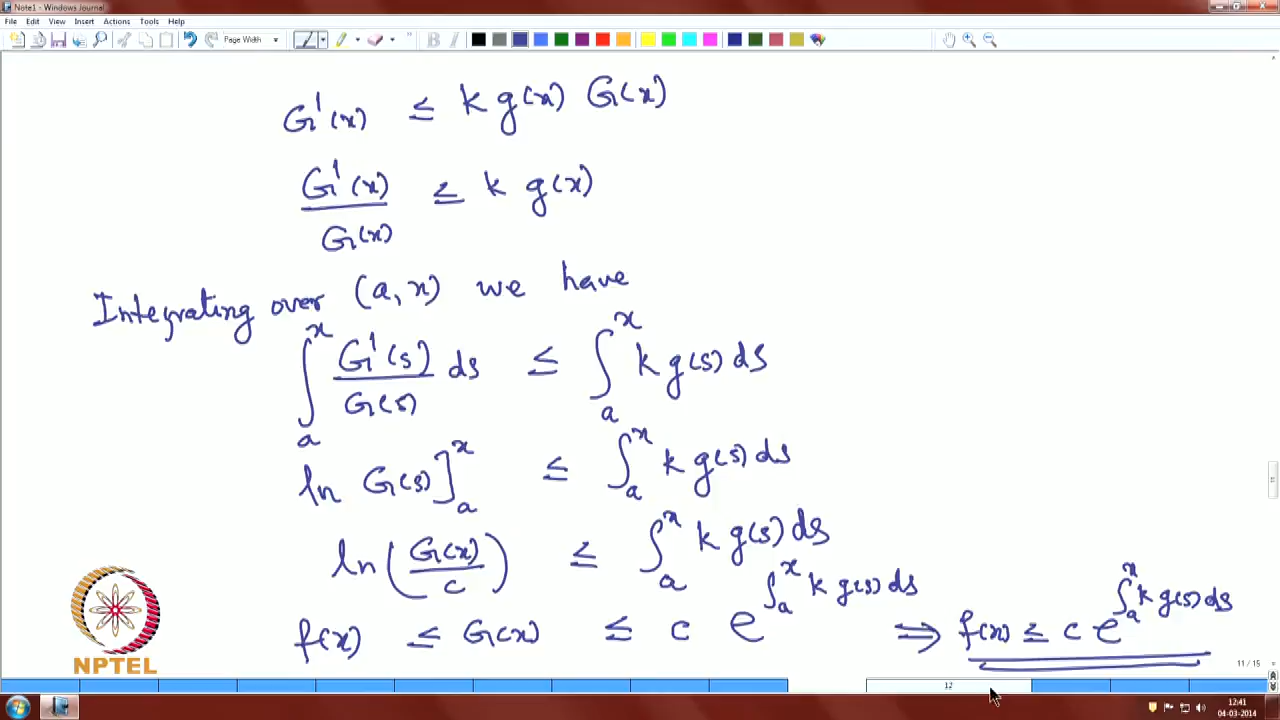 Note1 - Windows Journal
File Edit View Insert Actions Tools Help
Page Width
B I
G'(x) ≤ k g(x) G(x)
G'(x)/G(x) ≤ k g(x)
Integrating over (a, x) we have
∫_a^x G'(s)/G(s) ds ≤ ∫_a^x k g(s) ds
ln G(s)]_a^x ≤ ∫_a^x k g(s) ds
ln(G(x)/c) ≤ ∫_a^x k g(s) ds
f(x) ≤ G(x) ≤ c e^{∫_a^x k g(s) ds} ⇒ f(x) ≤ c e^{∫_a^x k g(s) ds}
NPTEL
11 / 15
12
12:41
04-03-2014